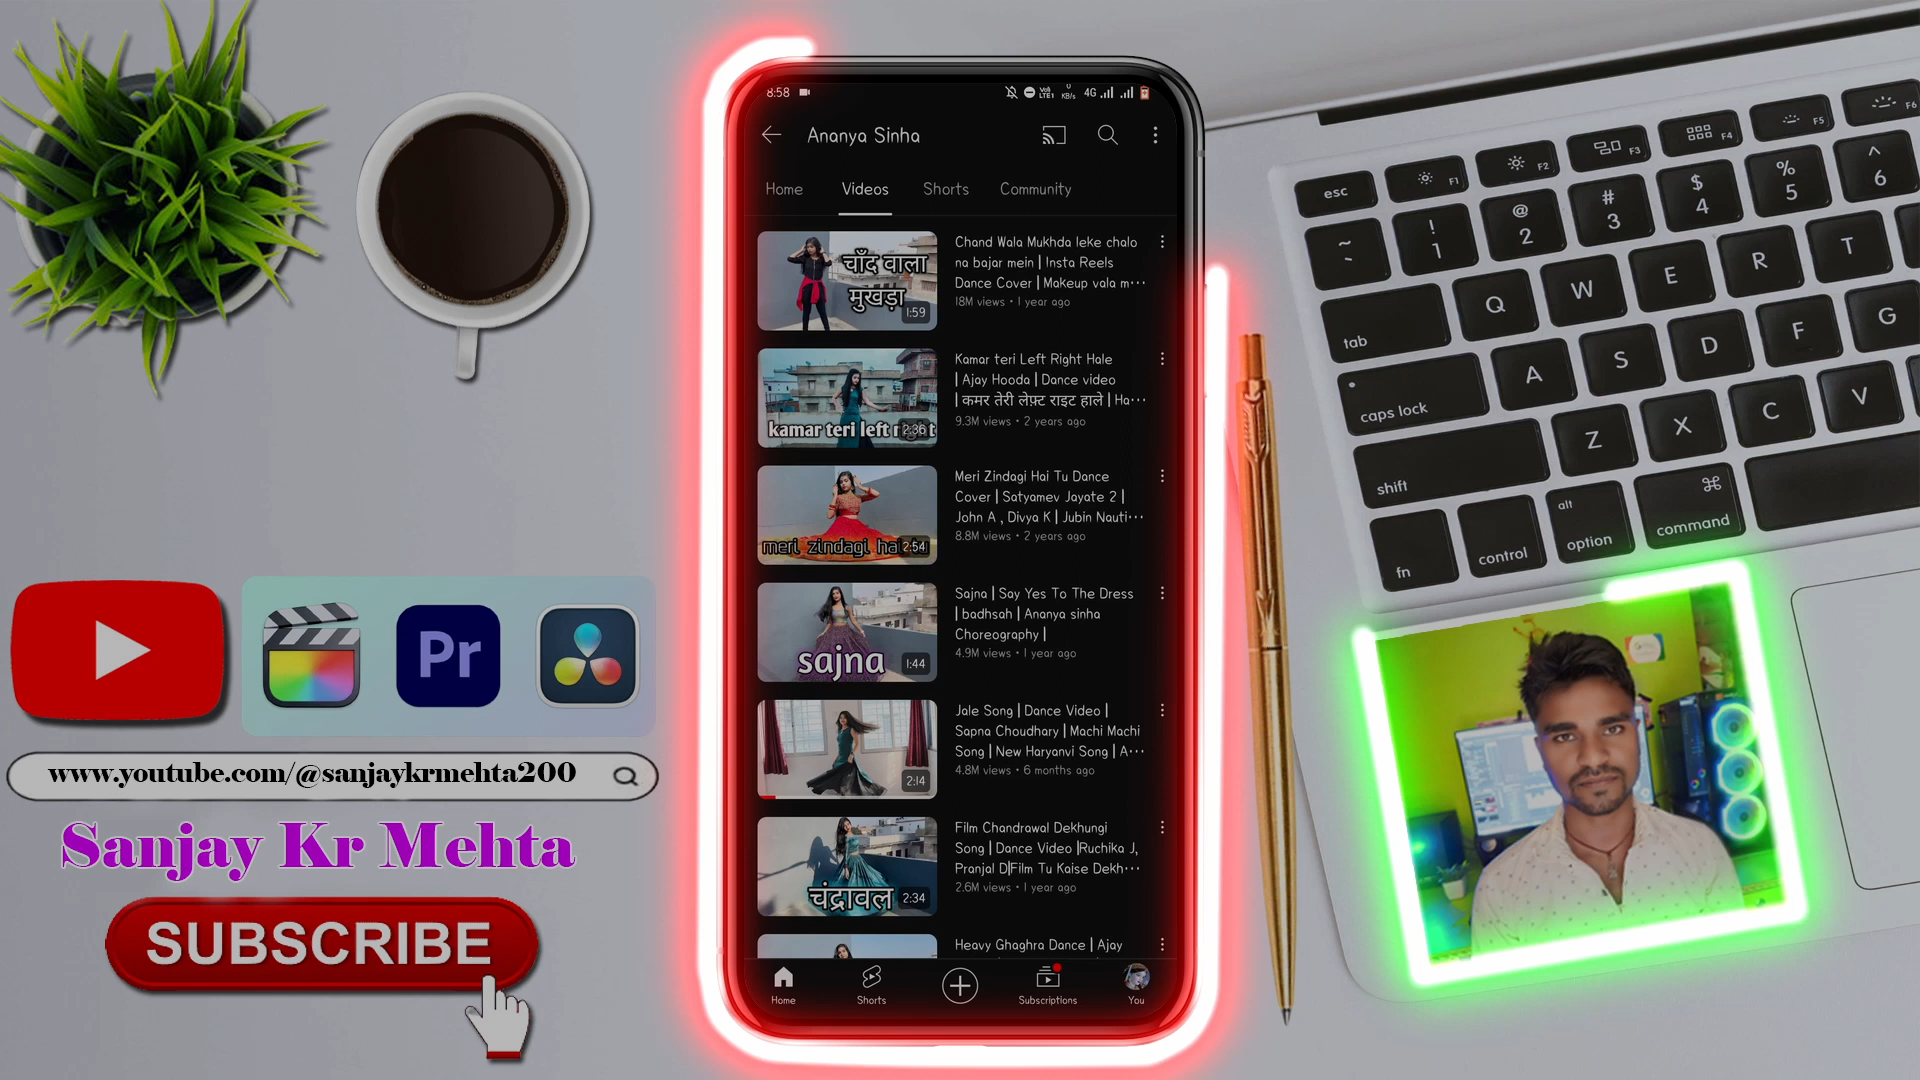 8:58
Vo))
LTE1
0
KB/s
4G
Ananya Sinha
Home
Videos
Shorts
Community
चाँद वाला
मुखड़ा
1:59
Chand Wala Mukhda leke chalo
na bajar mein | Insta Reels
Dance Cover | Makeup vala m···
18M views • 1 year ago
kamar teri left right
2:36
Kamar teri Left Right Hale
| Ajay Hooda | Dance video
| कमर तेरी लेफ़्ट राइट हाले | Ha···
9.3M views • 2 years ago
meri zindagi hai tu
2:54
Meri Zindagi Hai Tu Dance
Cover | Satyamev Jayate 2 |
John A , Divya K | Jubin Nauti···
8.8M views • 2 years ago
sajna
1:44
Sajna | Say Yes To The Dress
| badhsah | Ananya sinha
Choreography |
4.9M views • 1 year ago
2:14
Jale Song | Dance Video |
Sapna Choudhary | Machi Machi
Song | New Haryanvi Song | A···
4.8M views • 6 months ago
चंद्रावल
2:34
Film Chandrawal Dekhungi
Song | Dance Video |Ruchika J,
Pranjal D|Film Tu Kaise Dekh···
2.6M views • 1 year ago
Heavy Ghaghra Dance | Ajay
Home
Shorts
Subscriptions
You
Pr
www.youtube.com/@sanjaykrmehta200
Sanjay Kr Mehta
SUBSCRIBE
esc
F1
F2
F3
F4
F5
F6
~
!
1
@
2
#
3
$
4
%
5
^
6
tab
Q
W
E
R
T
caps lock
A
S
D
F
G
shift
Z
X
C
V
fn
control
alt
option
⌘
command